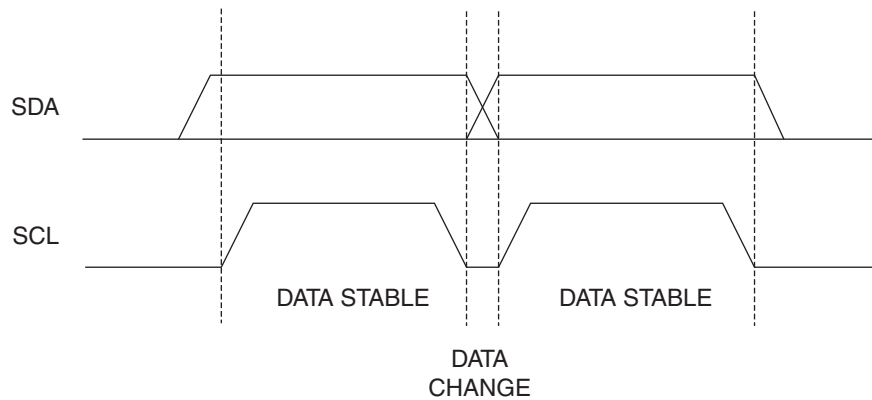 SDA
SCL
DATA STABLE
DATA STABLE
DATA
CHANGE